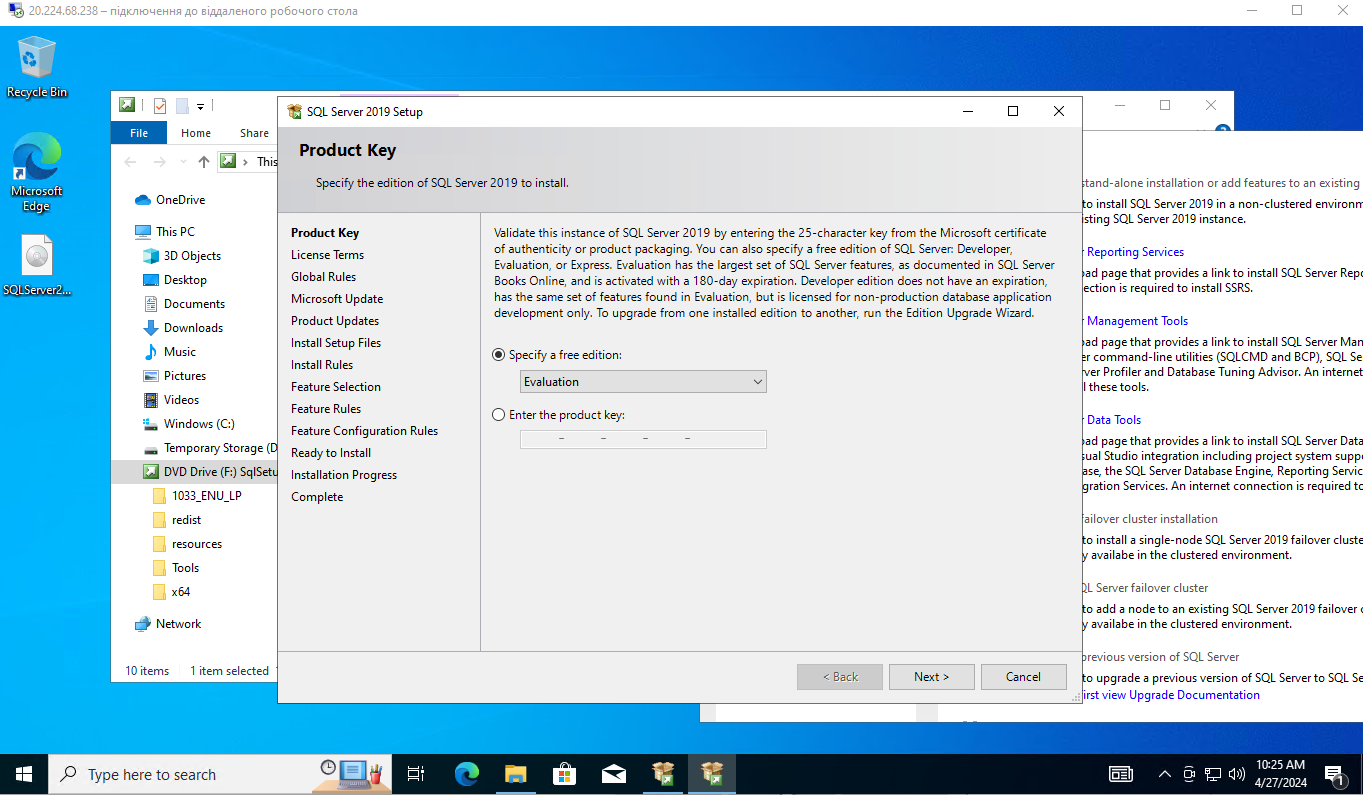 20.224.68.238 – підключення до віддаленого робочого стола
Recycle Bin
Microsoft
Edge
SQLServer2...
File
Home
Share
This
OneDrive
This PC
3D Objects
Desktop
Documents
Downloads
Music
Pictures
Videos
Windows (C:)
Temporary Storage (D
DVD Drive (F:) SqlSetu
1033_ENU_LP
redist
resources
Tools
x64
Network
10 items
1 item selected
SQL Server 2019 Setup
Product Key
Specify the edition of SQL Server 2019 to install.
Product Key
License Terms
Global Rules
Microsoft Update
Product Updates
Install Setup Files
Install Rules
Feature Selection
Feature Rules
Feature Configuration Rules
Ready to Install
Installation Progress
Complete
Validate this instance of SQL Server 2019 by entering the 25-character key from the Microsoft certificate
of authenticity or product packaging. You can also specify a free edition of SQL Server: Developer,
Evaluation, or Express. Evaluation has the largest set of SQL Server features, as documented in SQL Server
Books Online, and is activated with a 180-day expiration. Developer edition does not have an expiration,
has the same set of features found in Evaluation, but is licensed for non-production database application
development only. To upgrade from one installed edition to another, run the Edition Upgrade Wizard.
Specify a free edition:
Evaluation
Enter the product key:
– – – –
< Back
Next >
Cancel
stand-alone installation or add features to an existing
to install SQL Server 2019 in a non-clustered environm
isting SQL Server 2019 instance.
r Reporting Services
oad page that provides a link to install SQL Server Repo
ection is required to install SSRS.
r Management Tools
oad page that provides a link to install SQL Server Man
er command-line utilities (SQLCMD and BCP), SQL Se
ver Profiler and Database Tuning Advisor. An internet
l these tools.
r Data Tools
oad page that provides a link to install SQL Server Data
sual Studio integration including project system suppo
ase, the SQL Server Database Engine, Reporting Servic
gration Services. An internet connection is required to
failover cluster installation
to install a single-node SQL Server 2019 failover cluste
y availabe in the clustered environment.
QL Server failover cluster
to add a node to an existing SQL Server 2019 failover c
y availabe in the clustered environment.
previous version of SQL Server
to upgrade a previous version of SQL Server to SQL Se
irst view Upgrade Documentation
Type here to search
10:25 AM
4/27/2024
1